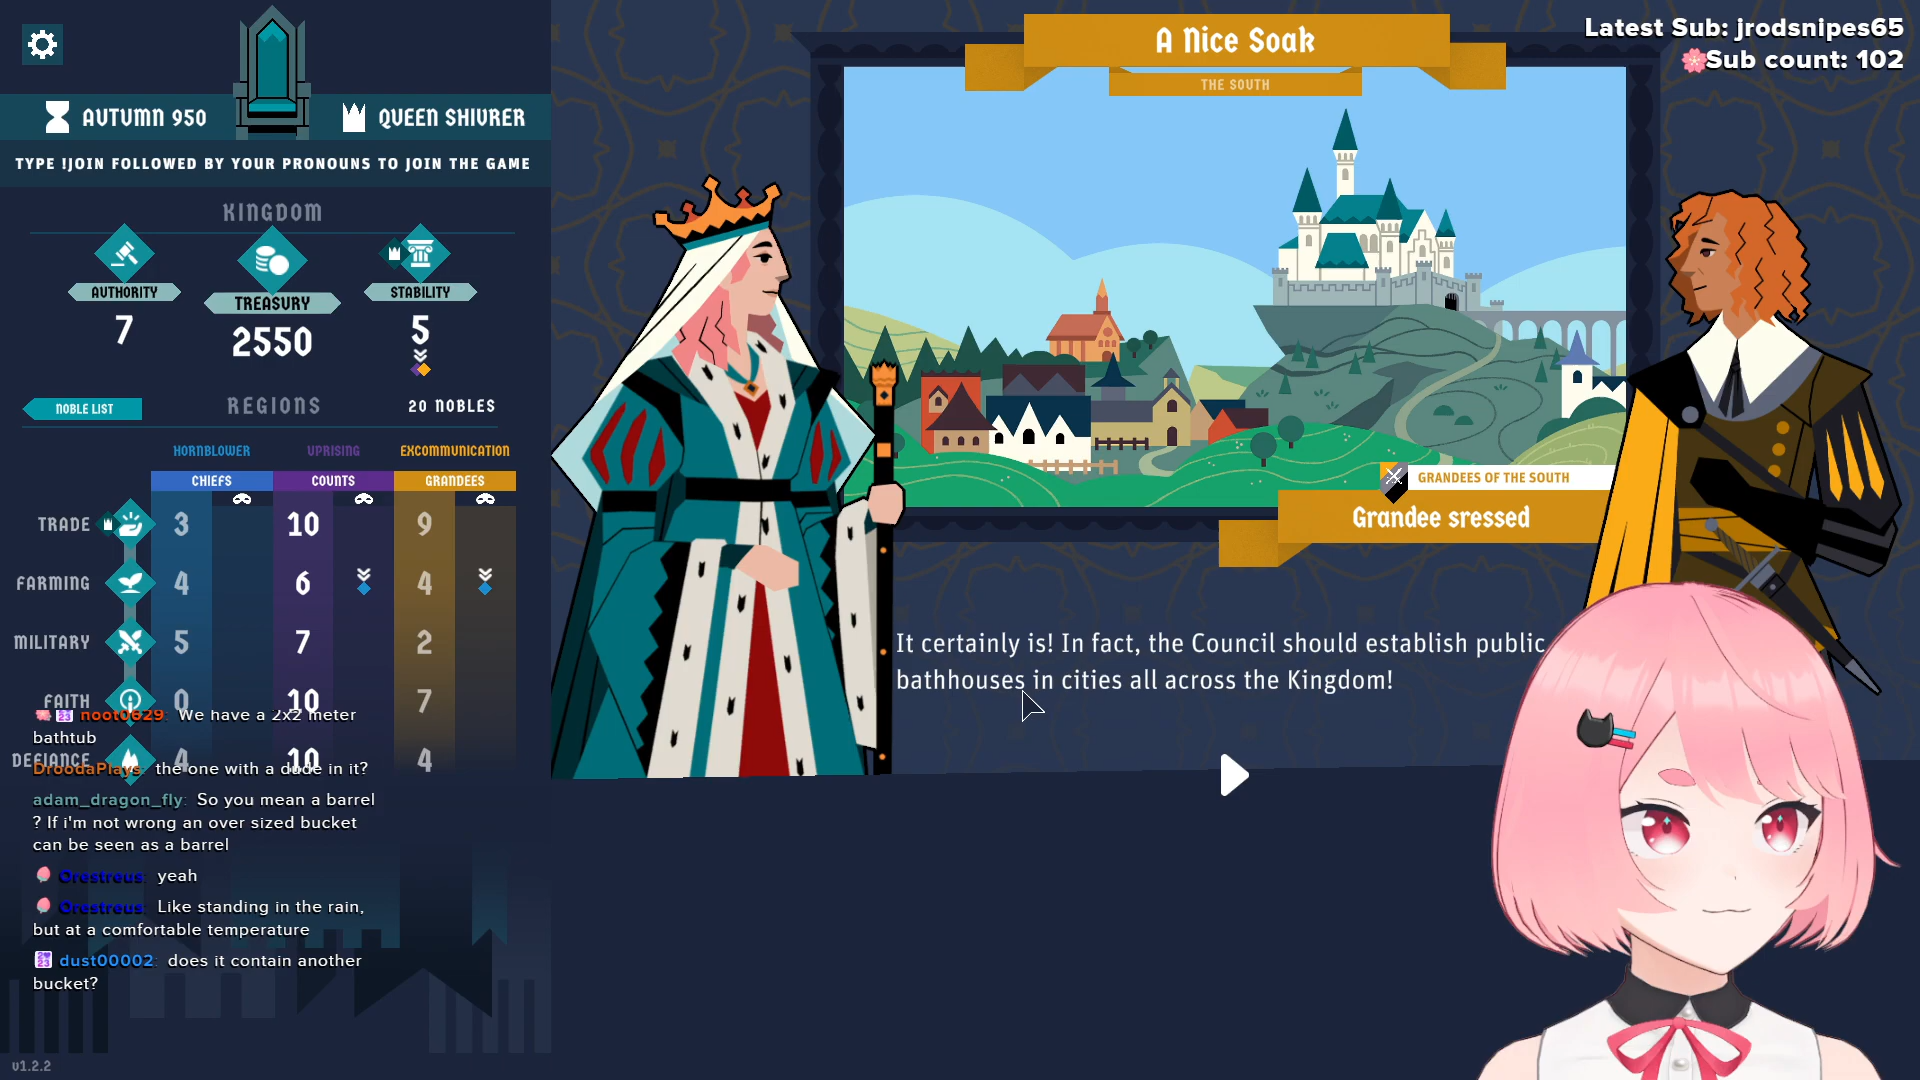 A Nice Soak
THE SOUTH
Latest Sub: jrodsnipes65
Sub count: 102
AUTUMN 950
QUEEN SHIVRER
TYPE !JOIN FOLLOWED BY YOUR PRONOUNS TO JOIN THE GAME
KINGDOM
AUTHORITY
TREASURY
STABILITY
7
2550
5
NOBLE LIST
REGIONS
20 NOBLES
HORNBLOWER
UPRISING
EXCOMMUNICATION
CHIEFS
COUNTS
GRANDEES
TRADE
3
10
9
FARMING
4
6
4
MILITARY
5
7
2
FAITH
0
10
7
DEFIANCE
4
10
4
noot0629: We have a 2x2 meter
bathtub
DroodaPlays: the one with a dude in it?
adam_dragon_fly: So you mean a barrel
? If i'm not wrong an over sized bucket
can be seen as a barrel
Orestreus: yeah
Orestreus: Like standing in the rain,
but at a comfortable temperature
23
dust00002: does it contain another
bucket?
v1.2.2
GRANDEES OF THE SOUTH
Grandee sressed
It certainly is! In fact, the Council should establish public
bathhouses in cities all across the Kingdom!